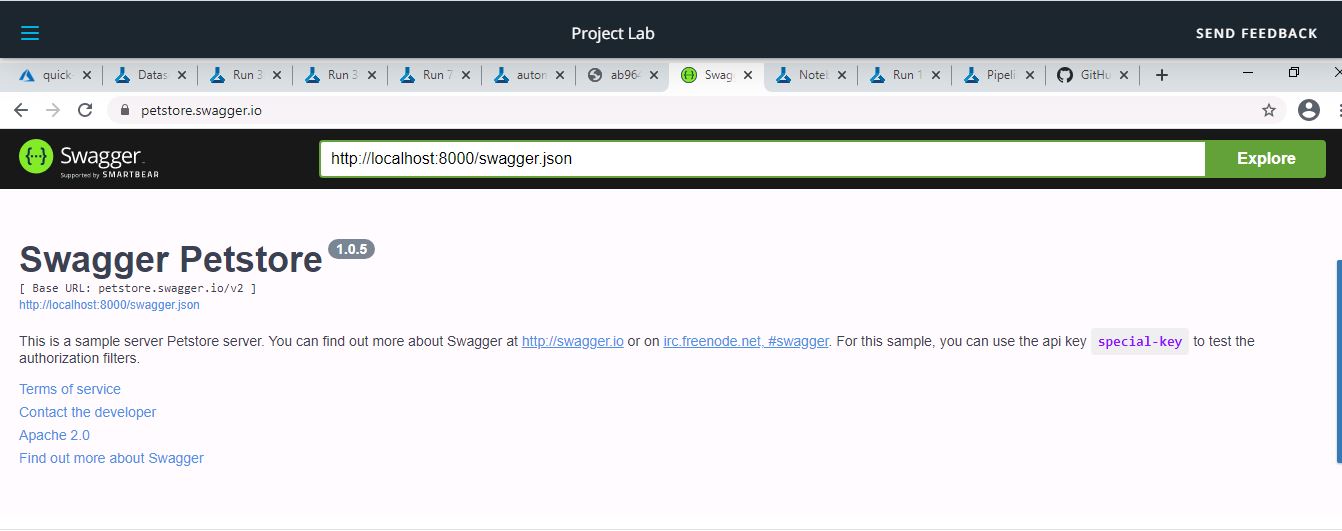 Project Lab
SEND FEEDBACK
quick- Datas Run 3 Run 3 Run 7 auton ab964 Swag Noteb Run 1 Pipeli GitHu
petstore.swagger.io
Swagger
Supported by SMARTBEAR
http://localhost:8000/swagger.json
Explore
Swagger Petstore 1.0.5
[ Base URL: petstore.swagger.io/v2 ]
http://localhost:8000/swagger.json
This is a sample server Petstore server. You can find out more about Swagger at http://swagger.io or on irc.freenode.net, #swagger. For this sample, you can use the api key special-key to test the
authorization filters.
Terms of service
Contact the developer
Apache 2.0
Find out more about Swagger